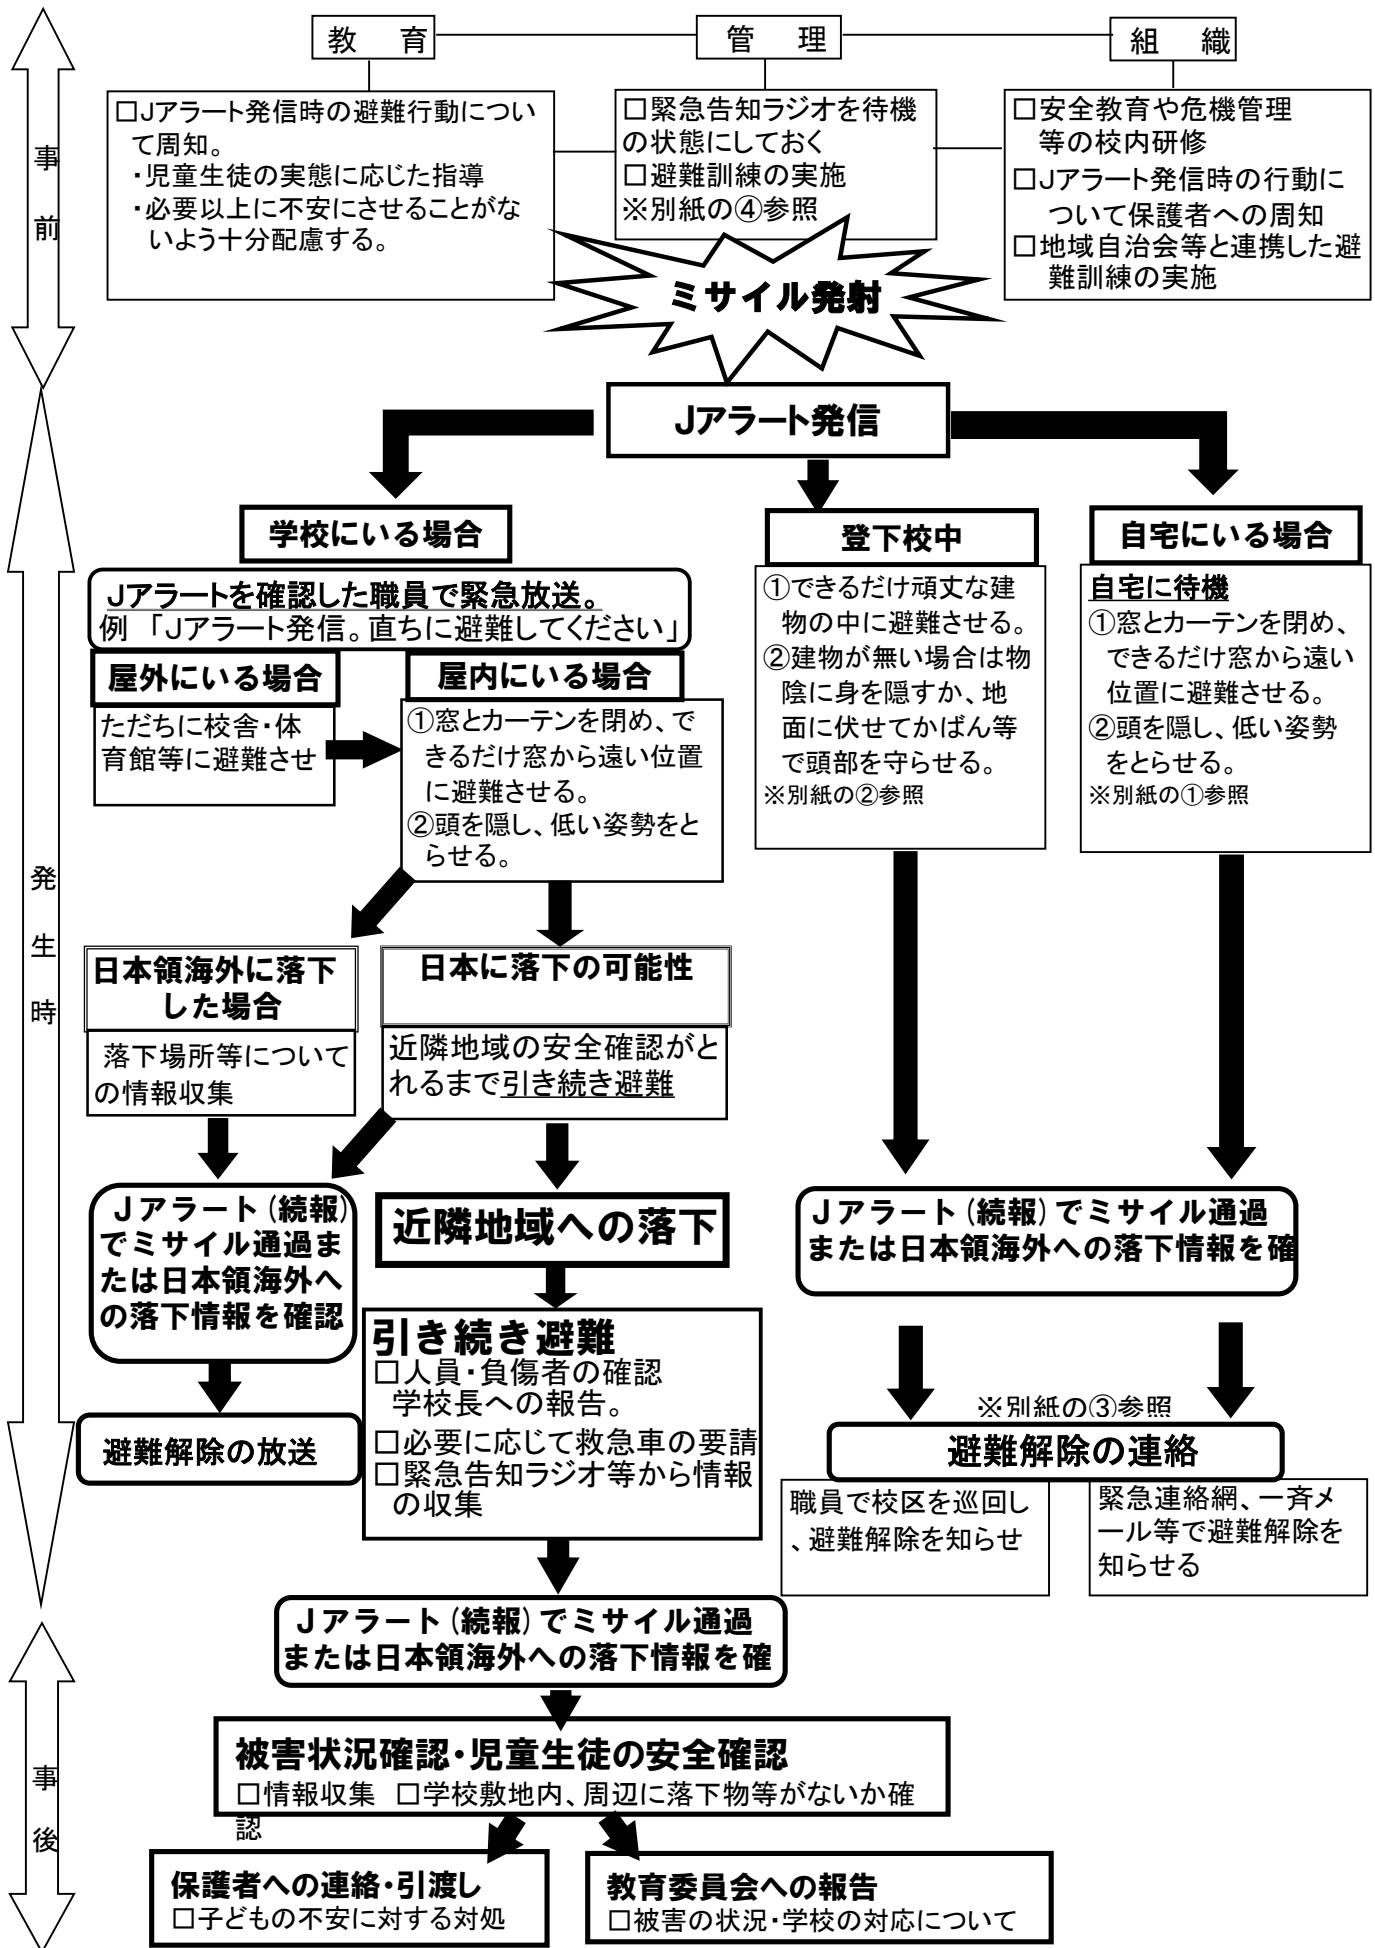 教　育
管　理
組　織
事前
□Jアラート発信時の避難行動につい
て周知。
・児童生徒の実態に応じた指導
・必要以上に不安にさせることがな
いよう十分配慮する。
□緊急告知ラジオを待機
の状態にしておく
□避難訓練の実施
※別紙の④参照
□安全教育や危機管理
等の校内研修
□Jアラート発信時の行動に
ついて保護者への周知
□地域自治会等と連携した避
難訓練の実施
ミサイル発射
Jアラート発信
発生時
学校にいる場合
Jアラートを確認した職員で緊急放送。
例 「Jアラート発信。直ちに避難してください」
屋外にいる場合
ただちに校舎・体
育館等に避難させ
屋内にいる場合
①窓とカーテンを閉め、で
きるだけ窓から遠い位置
に避難させる。
②頭を隠し、低い姿勢をと
らせる。
登下校中
①できるだけ頑丈な建
物の中に避難させる。
②建物が無い場合は物
陰に身を隠すか、地
面に伏せてかばん等
で頭部を守らせる。
※別紙の②参照
自宅にいる場合
自宅に待機
①窓とカーテンを閉め、
できるだけ窓から遠い
位置に避難させる。
②頭を隠し、低い姿勢
をとらせる。
※別紙の①参照
日本領海外に落下
した場合
落下場所等について
の情報収集
日本に落下の可能性
近隣地域の安全確認がと
れるまで引き続き避難
Jアラート(続報)
でミサイル通過ま
たは日本領海外へ
の落下情報を確認
避難解除の放送
近隣地域への落下
引き続き避難
□人員・負傷者の確認
学校長への報告。
□必要に応じて救急車の要請
□緊急告知ラジオ等から情報
の収集
Jアラート(続報)でミサイル通過
または日本領海外への落下情報を確
※別紙の③参照
避難解除の連絡
職員で校区を巡回し
、避難解除を知らせ
緊急連絡網、一斉メ
ール等で避難解除を
知らせる
Jアラート(続報)でミサイル通過
または日本領海外への落下情報を確
事後
被害状況確認・児童生徒の安全確認
□情報収集 □学校敷地内、周辺に落下物等がないか確
認
保護者への連絡・引渡し
□子どもの不安に対する対処
教育委員会への報告
□被害の状況・学校の対応について